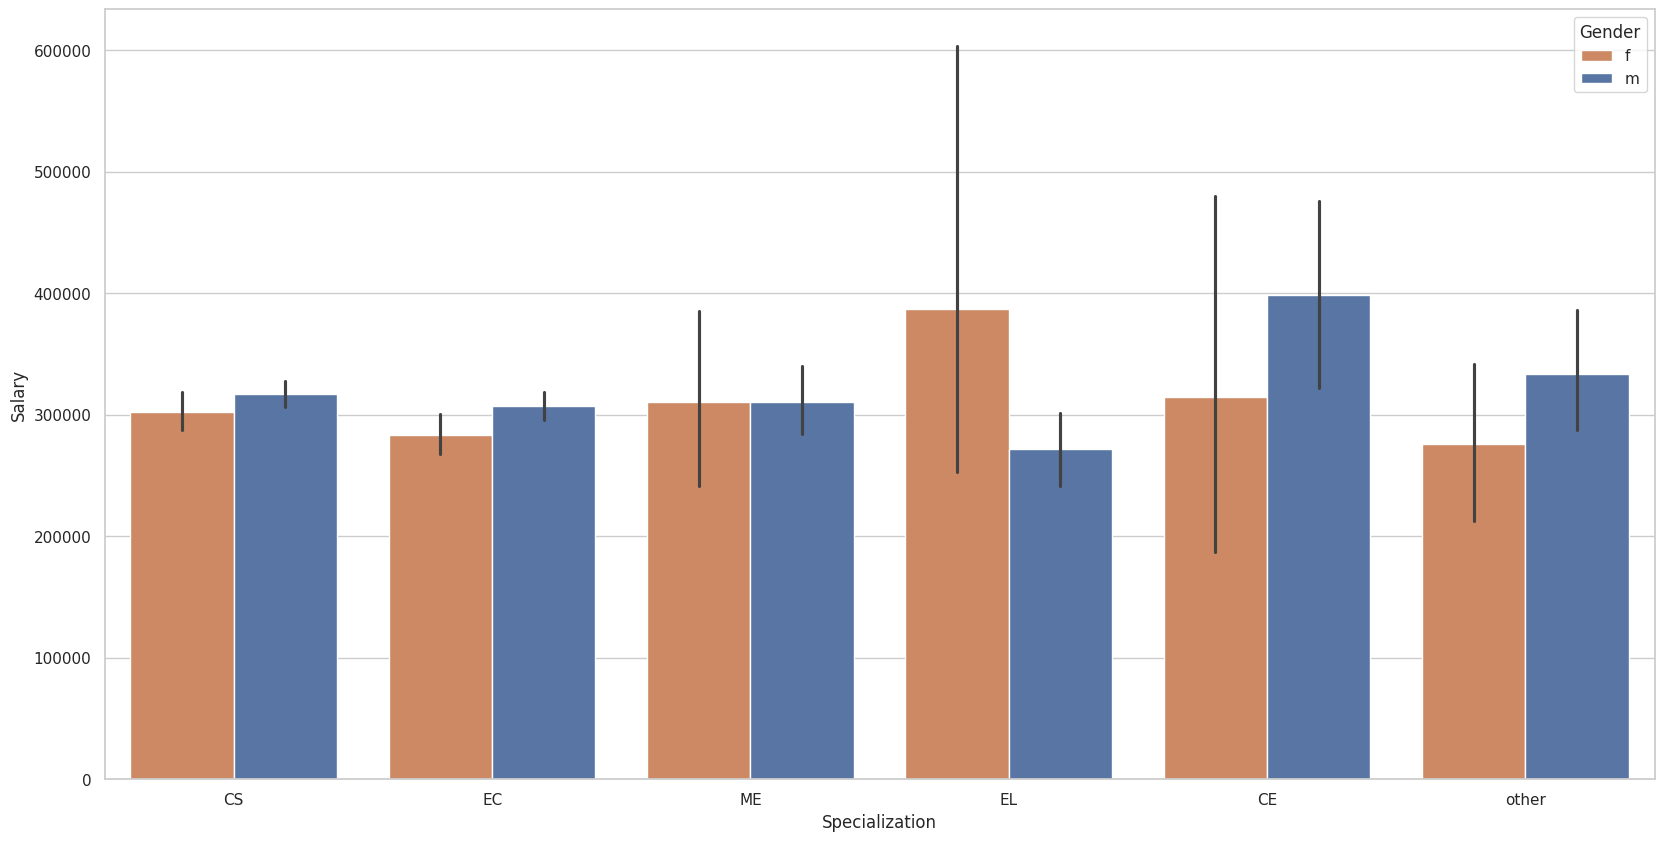 Gender
f
m
600000
500000
400000
300000
200000
100000
0
Salary
CS
EC
ME
EL
CE
other
Specialization